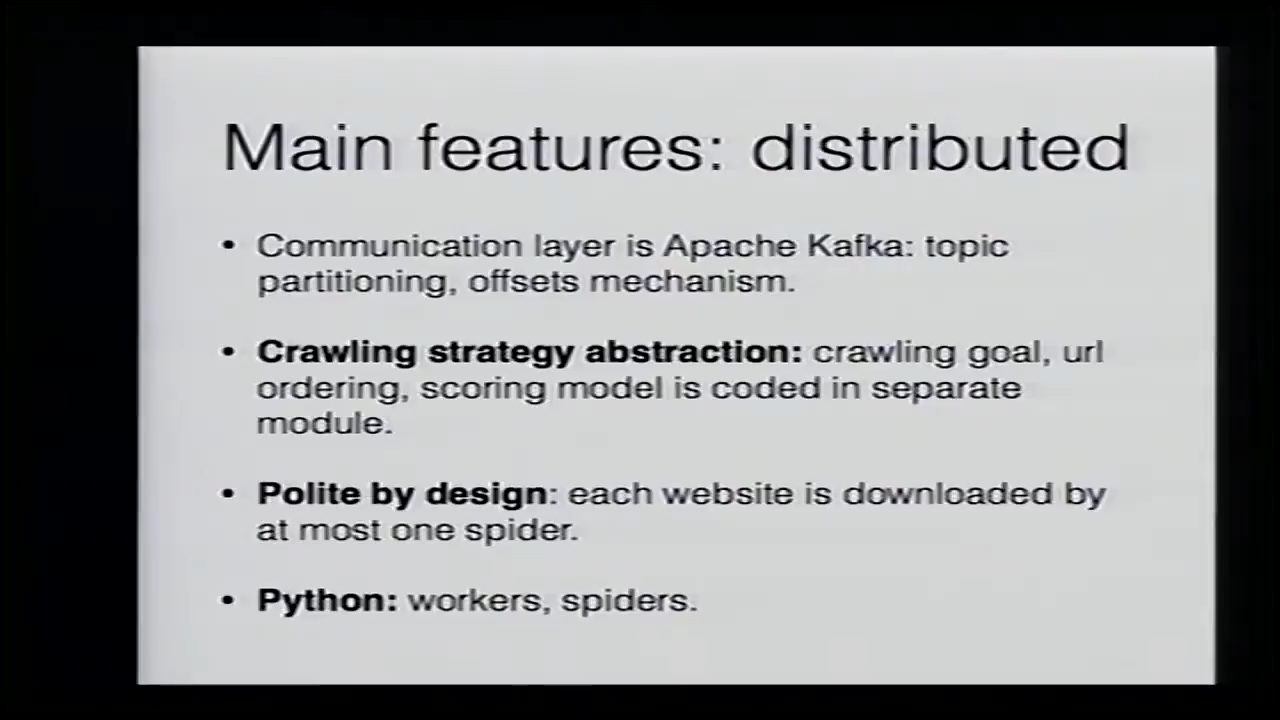 Main features: distributed
• Communication layer is Apache Kafka: topic
partitioning, offsets mechanism.
• Crawling strategy abstraction: crawling goal, url
ordering, scoring model is coded in separate
module.
• Polite by design: each website is downloaded by
at most one spider.
• Python: workers, spiders.